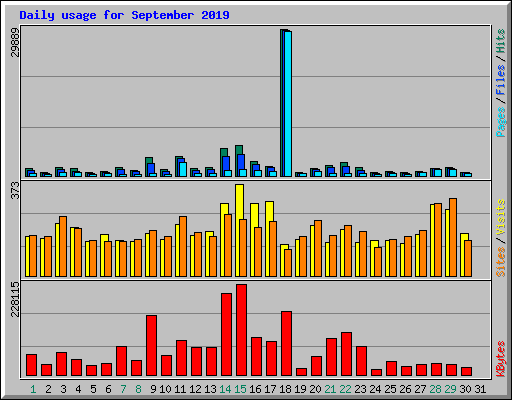 Daily usage for September 2019
29889
Pages / Files / Hits
373
Sites / Visits
228115
KBytes
1 2 3 4 5 6 7 8 9 10 11 12 13 14 15 16 17 18 19 20 21 22 23 24 25 26 27 28 29 30 31